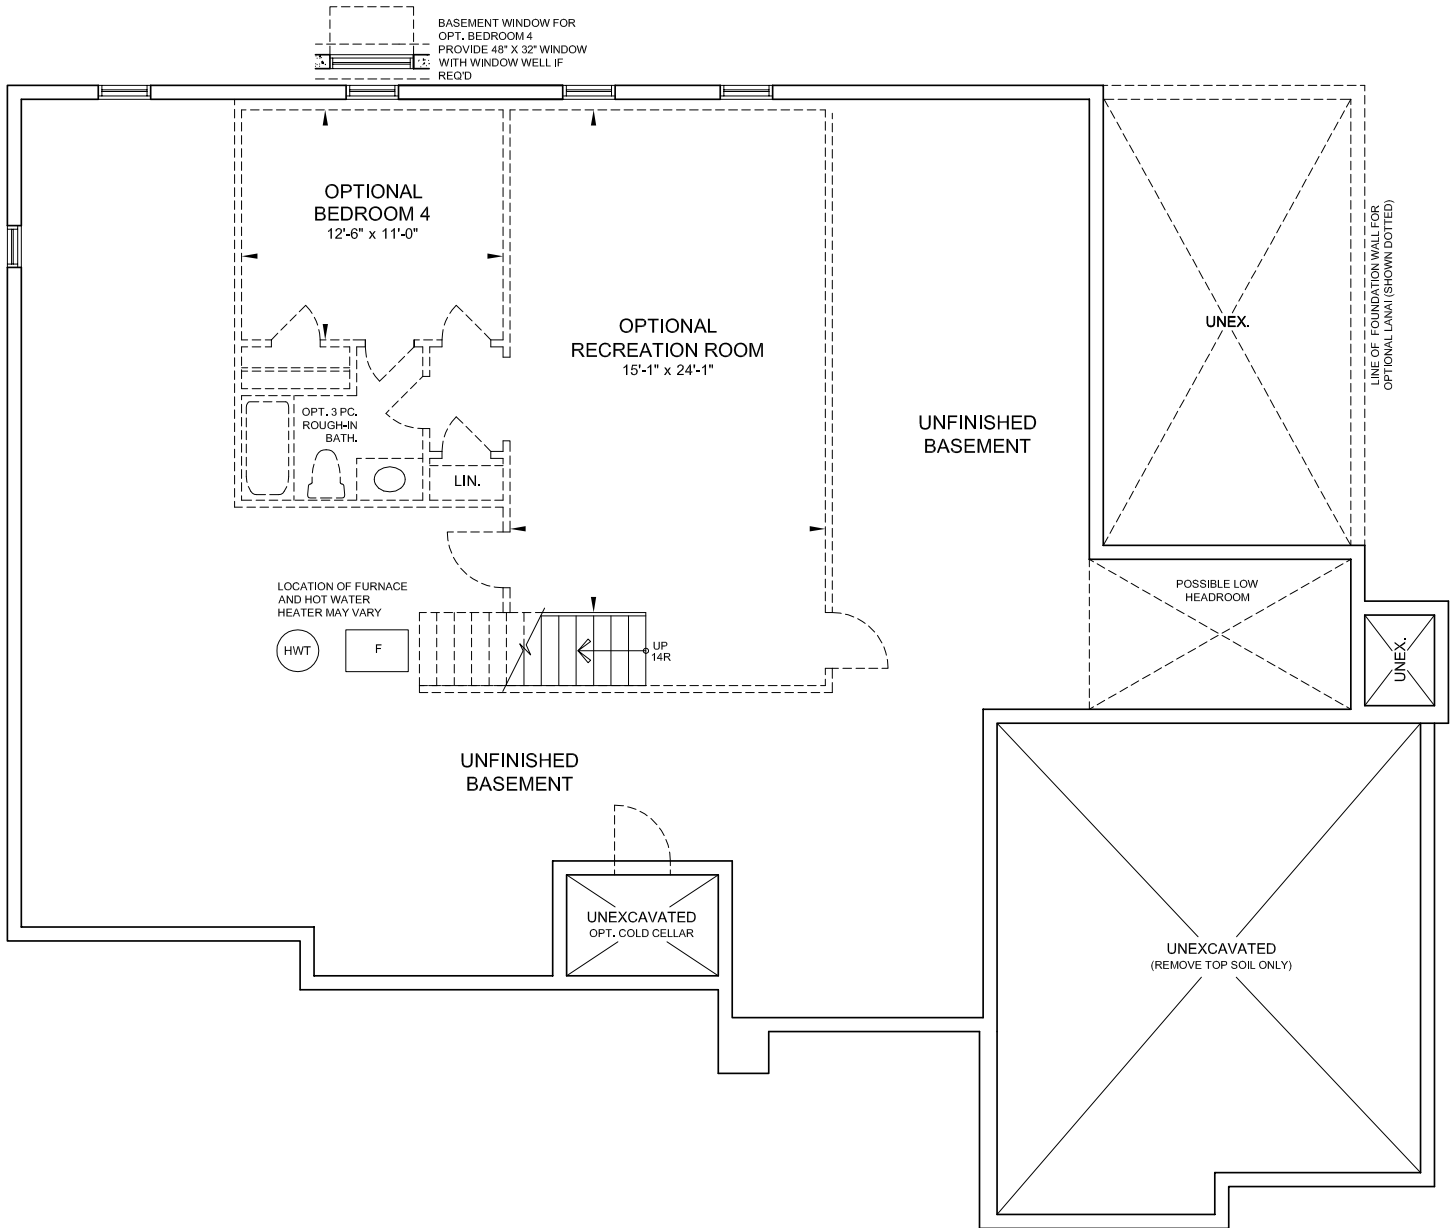 BASEMENT WINDOW FOR
OPT. BEDROOM 4
PROVIDE 48" X 32" WINDOW
WITH WINDOW WELL IF
REQ'D
OPTIONAL
BEDROOM 4
12'-6" x 11'-0"
OPTIONAL
RECREATION ROOM
15'-1" x 24'-1"
UNEX.
LINE OF FOUNDATION WALL FOR
OPTIONAL LANAI (SHOWN DOTTED)
OPT. 3 PC.
ROUGH-IN
BATH.
LIN.
UNFINISHED
BASEMENT
LOCATION OF FURNACE
AND HOT WATER
HEATER MAY VARY
HWT
F
UP
14R
POSSIBLE LOW
HEADROOM
UNEX.
UNFINISHED
BASEMENT
UNEXCAVATED
OPT. COLD CELLAR
UNEXCAVATED
(REMOVE TOP SOIL ONLY)